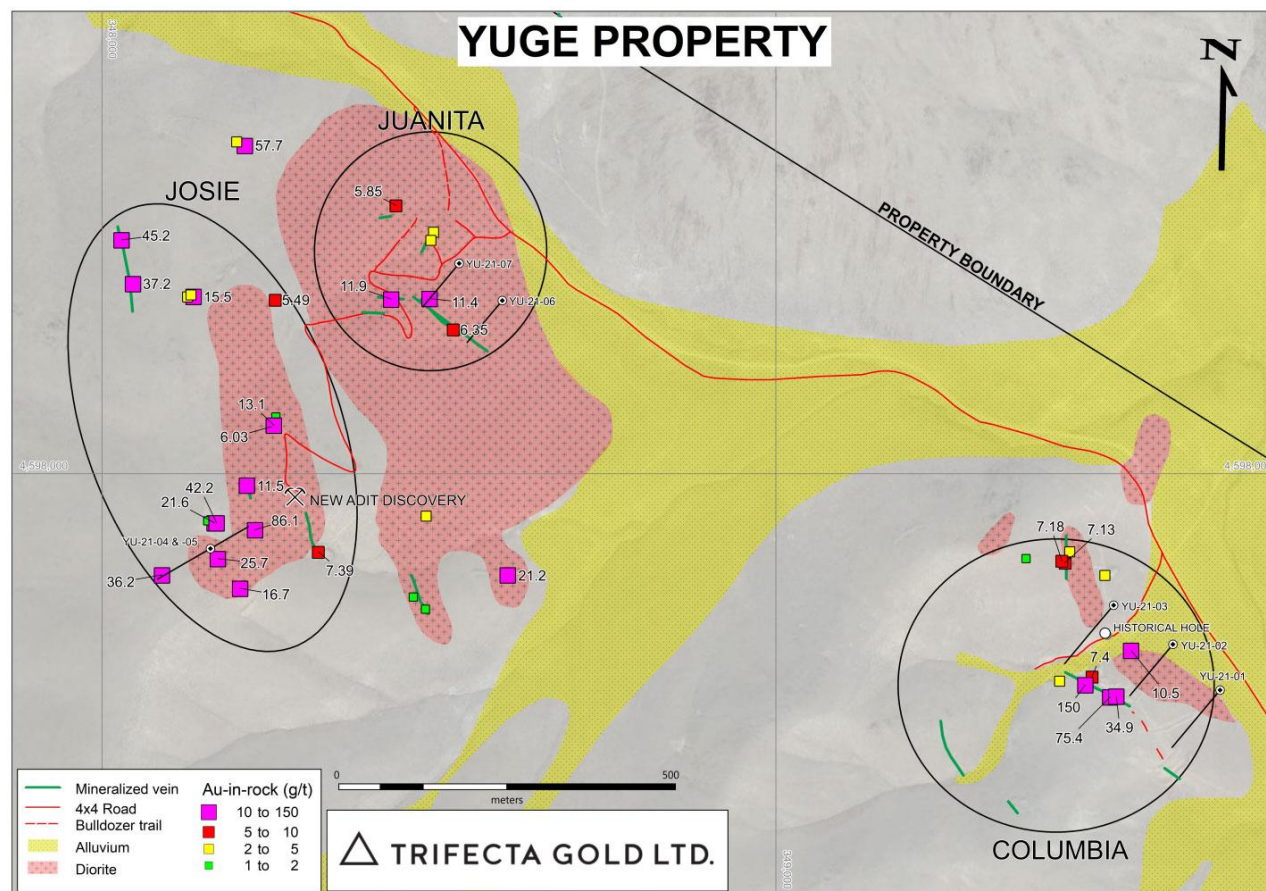 YUGE PROPERTY
348,000
N
JUANITA
57.7
JOSIE
5.85
45.2
PROPERTY BOUNDARY
YU-21-07
37.2
15.5
5.49
11.9
11.4
YU-21-06
6.35
13.1
6.03
4,598,000
4,598,000
11.5
NEW ADIT DISCOVERY
42.2
21.6
86.1
YU-21-04 & -05
7.18
7.13
25.7
7.39
36.2
16.7
21.2
YU-21-03
HISTORICAL HOLE
YU-21-02
7.4
10.5
YU-21-01
150
75.4
34.9
Mineralized vein
4x4 Road
Bulldozer trail
Alluvium
Diorite
Au-in-rock (g/t)
10 to 150
5 to 10
2 to 5
1 to 2
0
500
meters
TRIFECTA GOLD LTD.
COLUMBIA
349,000